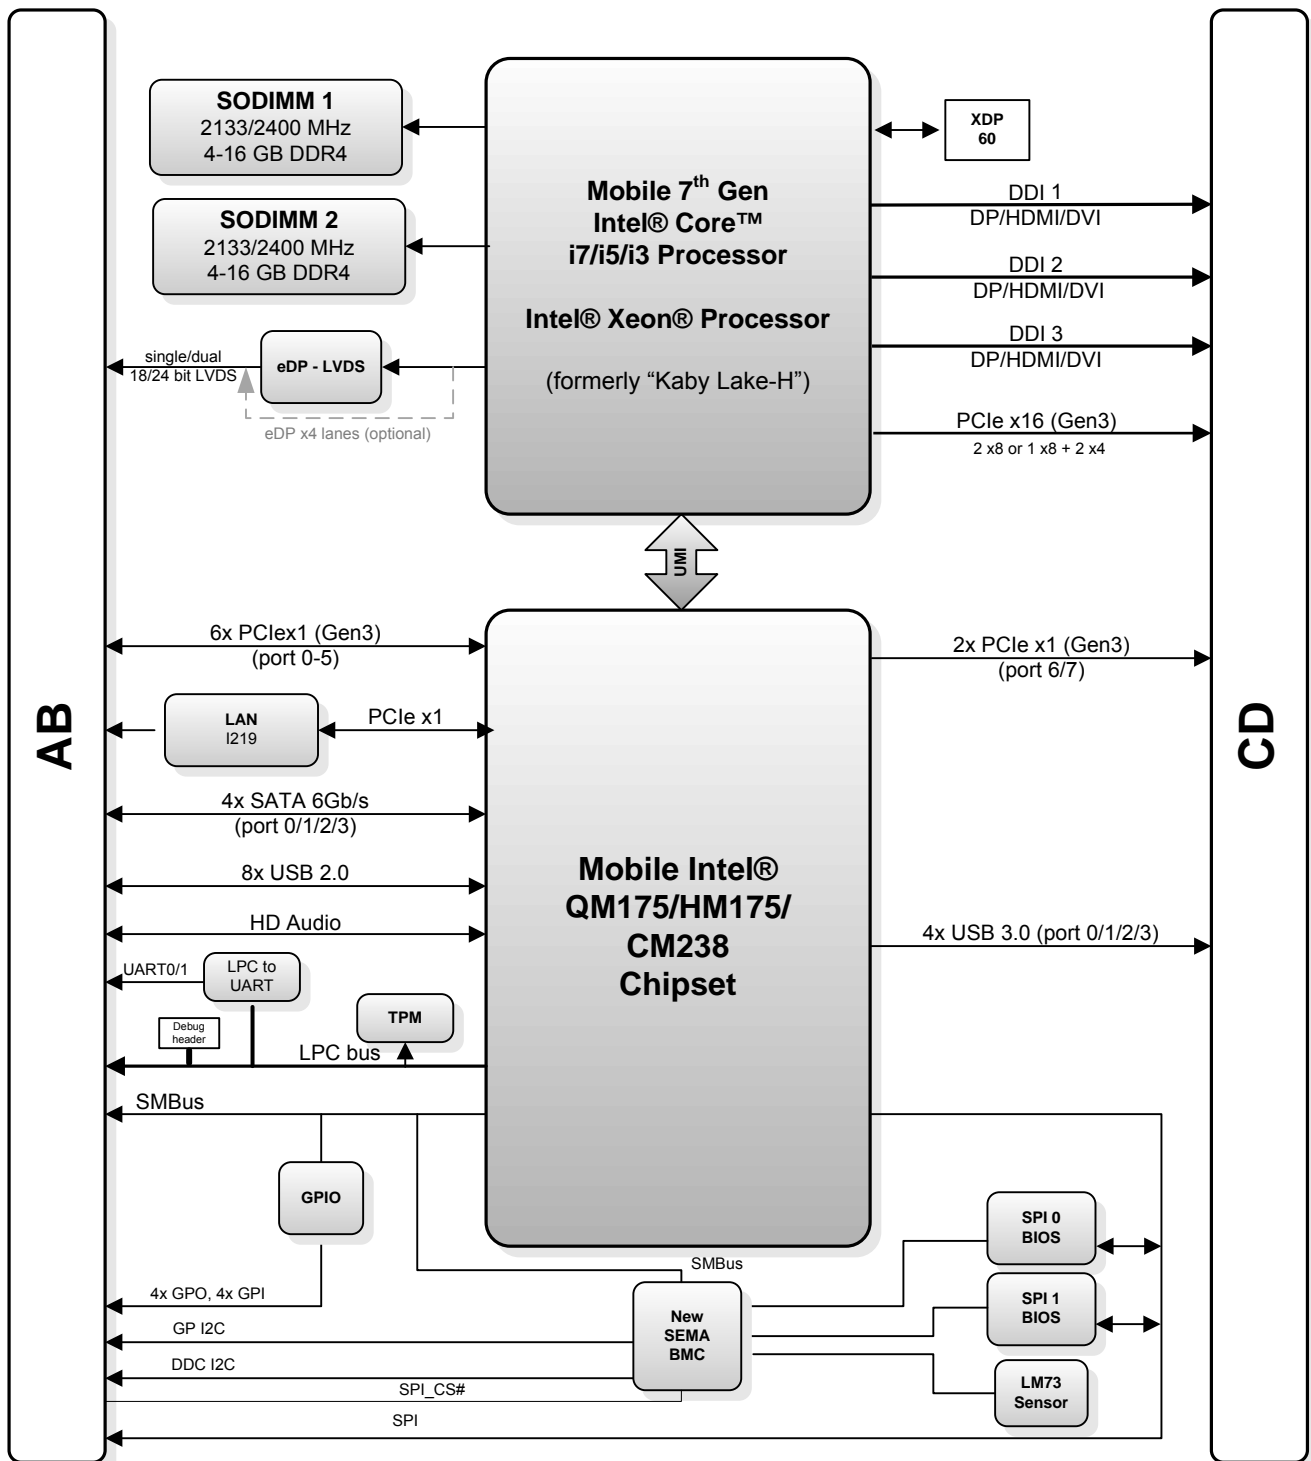 AB
SODIMM 1
2133/2400 MHz
4-16 GB DDR4
SODIMM 2
2133/2400 MHz
4-16 GB DDR4
single/dual
18/24 bit LVDS
eDP - LVDS
eDP x4 lanes (optional)
Mobile 7th Gen
Intel® Core™
i7/i5/i3 Processor
Intel® Xeon® Processor
(formerly “Kaby Lake-H”)
XDP
60
DDI 1
DP/HDMI/DVI
DDI 2
DP/HDMI/DVI
DDI 3
DP/HDMI/DVI
PCIe x16 (Gen3)
2 x8 or 1 x8 + 2 x4
CD
UMI
6x PCIex1 (Gen3)
(port 0-5)
LAN
I219
PCIe x1
4x SATA 6Gb/s
(port 0/1/2/3)
8x USB 2.0
HD Audio
UART0/1
LPC to
UART
TPM
Debug
header
LPC bus
SMBus
GPIO
Mobile Intel®
QM175/HM175/
CM238
Chipset
2x PCIe x1 (Gen3)
(port 6/7)
4x USB 3.0 (port 0/1/2/3)
SMBus
4x GPO, 4x GPI
GP I2C
DDC I2C
SPI_CS#
SPI
New
SEMA
BMC
SPI 0
BIOS
SPI 1
BIOS
LM73
Sensor